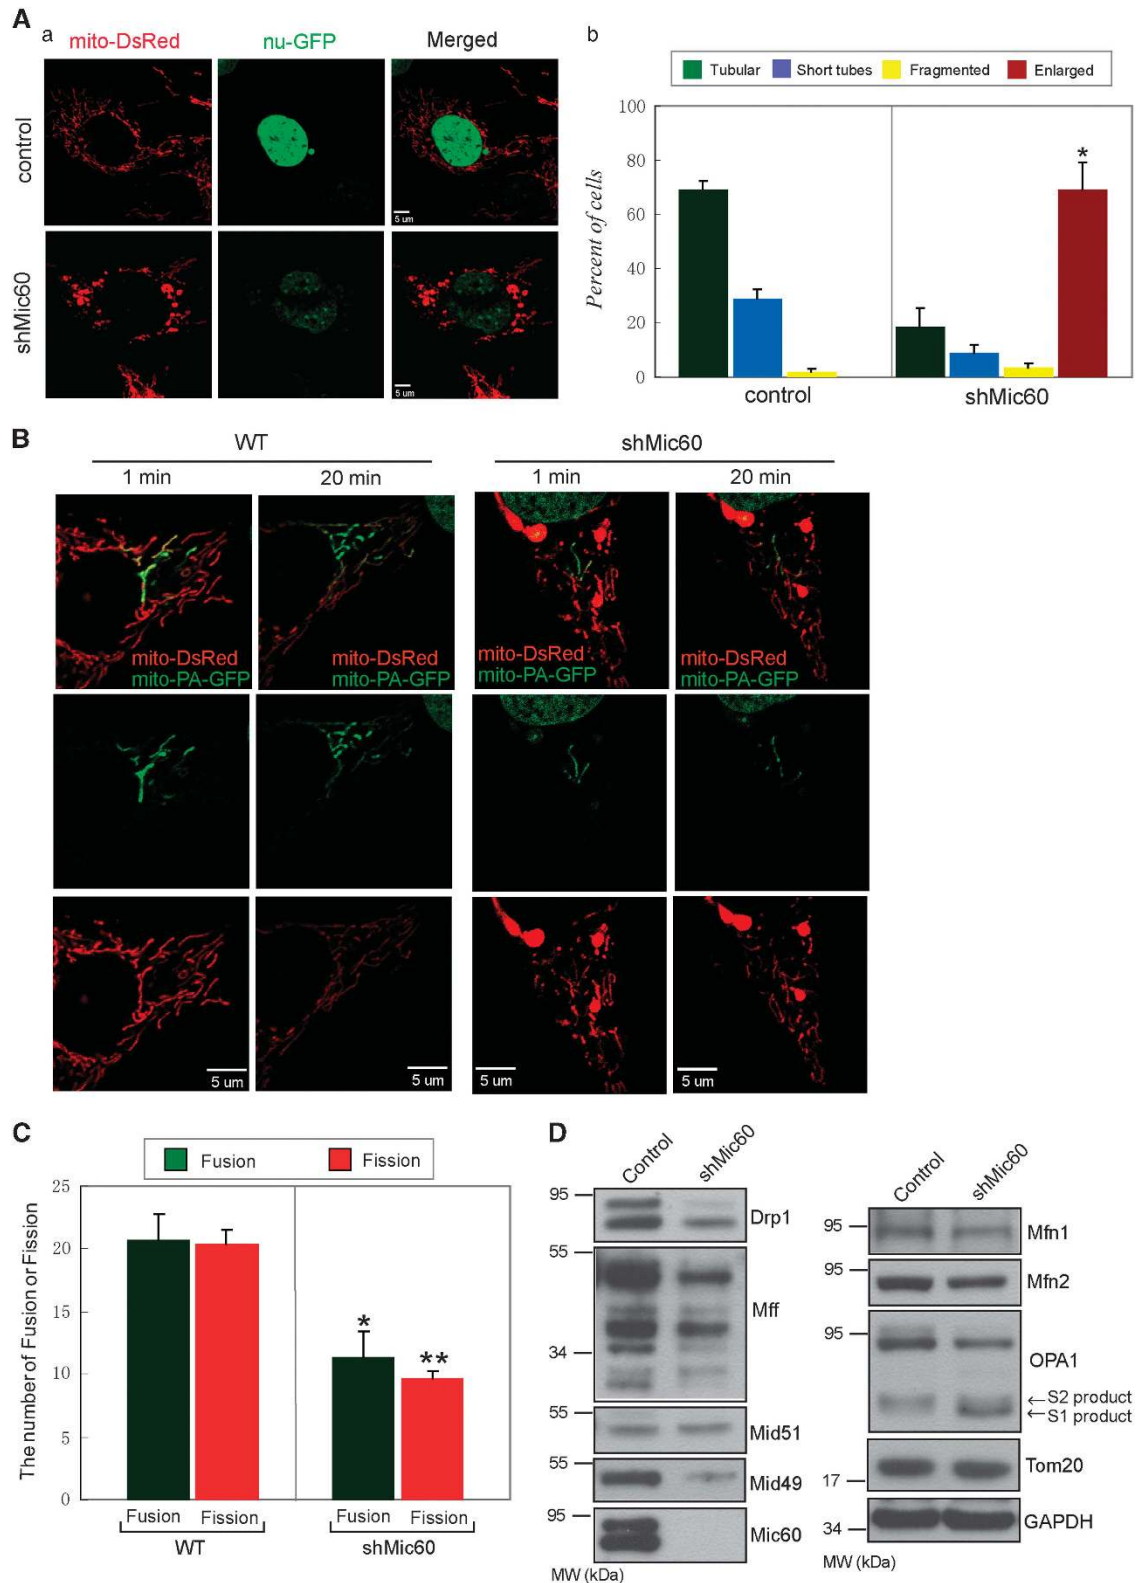 A
a
mito-DsRed nu-GFP Merged
control
5 um
shMic60
5 um
b
Tubular Short tubes Fragmented Enlarged
Percent of cells
100
80
60
40
20
0
*
control shMic60
B
WT shMic60
1 min 20 min 1 min 20 min
mito-DsRed mito-DsRed mito-DsRed mito-DsRed
mito-PA-GFP mito-PA-GFP mito-PA-GFP mito-PA-GFP
5 um 5 um 5 um 5 um
C
Fusion Fission
The number of Fusion or Fission
25
20
15
10
5
0
* **
Fusion Fission Fusion Fission
WT shMic60
D
Control shMic60
95 Drp1
55
Mff
34
55 Mid51
55 Mid49
95 Mic60
MW (kDa)
Control shMic60
95 Mfn1
95 Mfn2
95
OPA1
←S2 product
←S1 product
17 Tom20
34 GAPDH
MW (kDa)